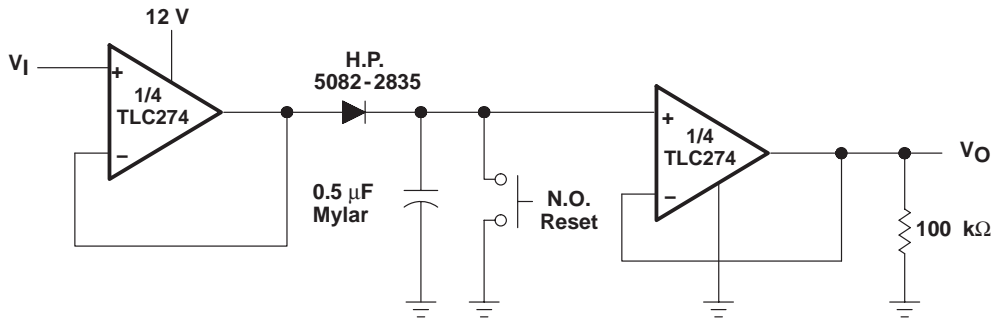 12 V
VI
+
1/4
TLC274
−
H.P.
5082-2835
0.5 μF
Mylar
N.O.
Reset
+
1/4
TLC274
−
VO
100 kΩ